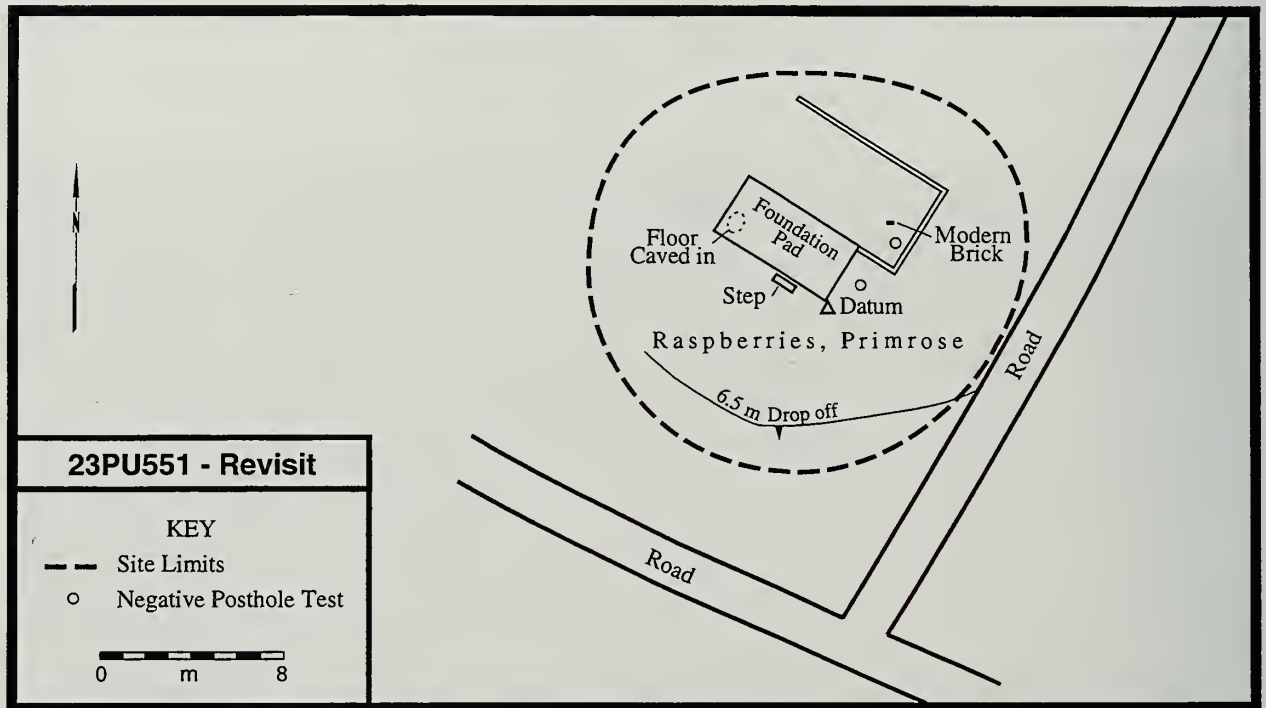 N
Foundation
Pad
Floor
Caved in
Modern
Brick
Step
Datum
Raspberries, Primrose
6.5 m Drop off
Road
Road
23PU551 - Revisit
KEY
Site Limits
Negative Posthole Test
0 m 8